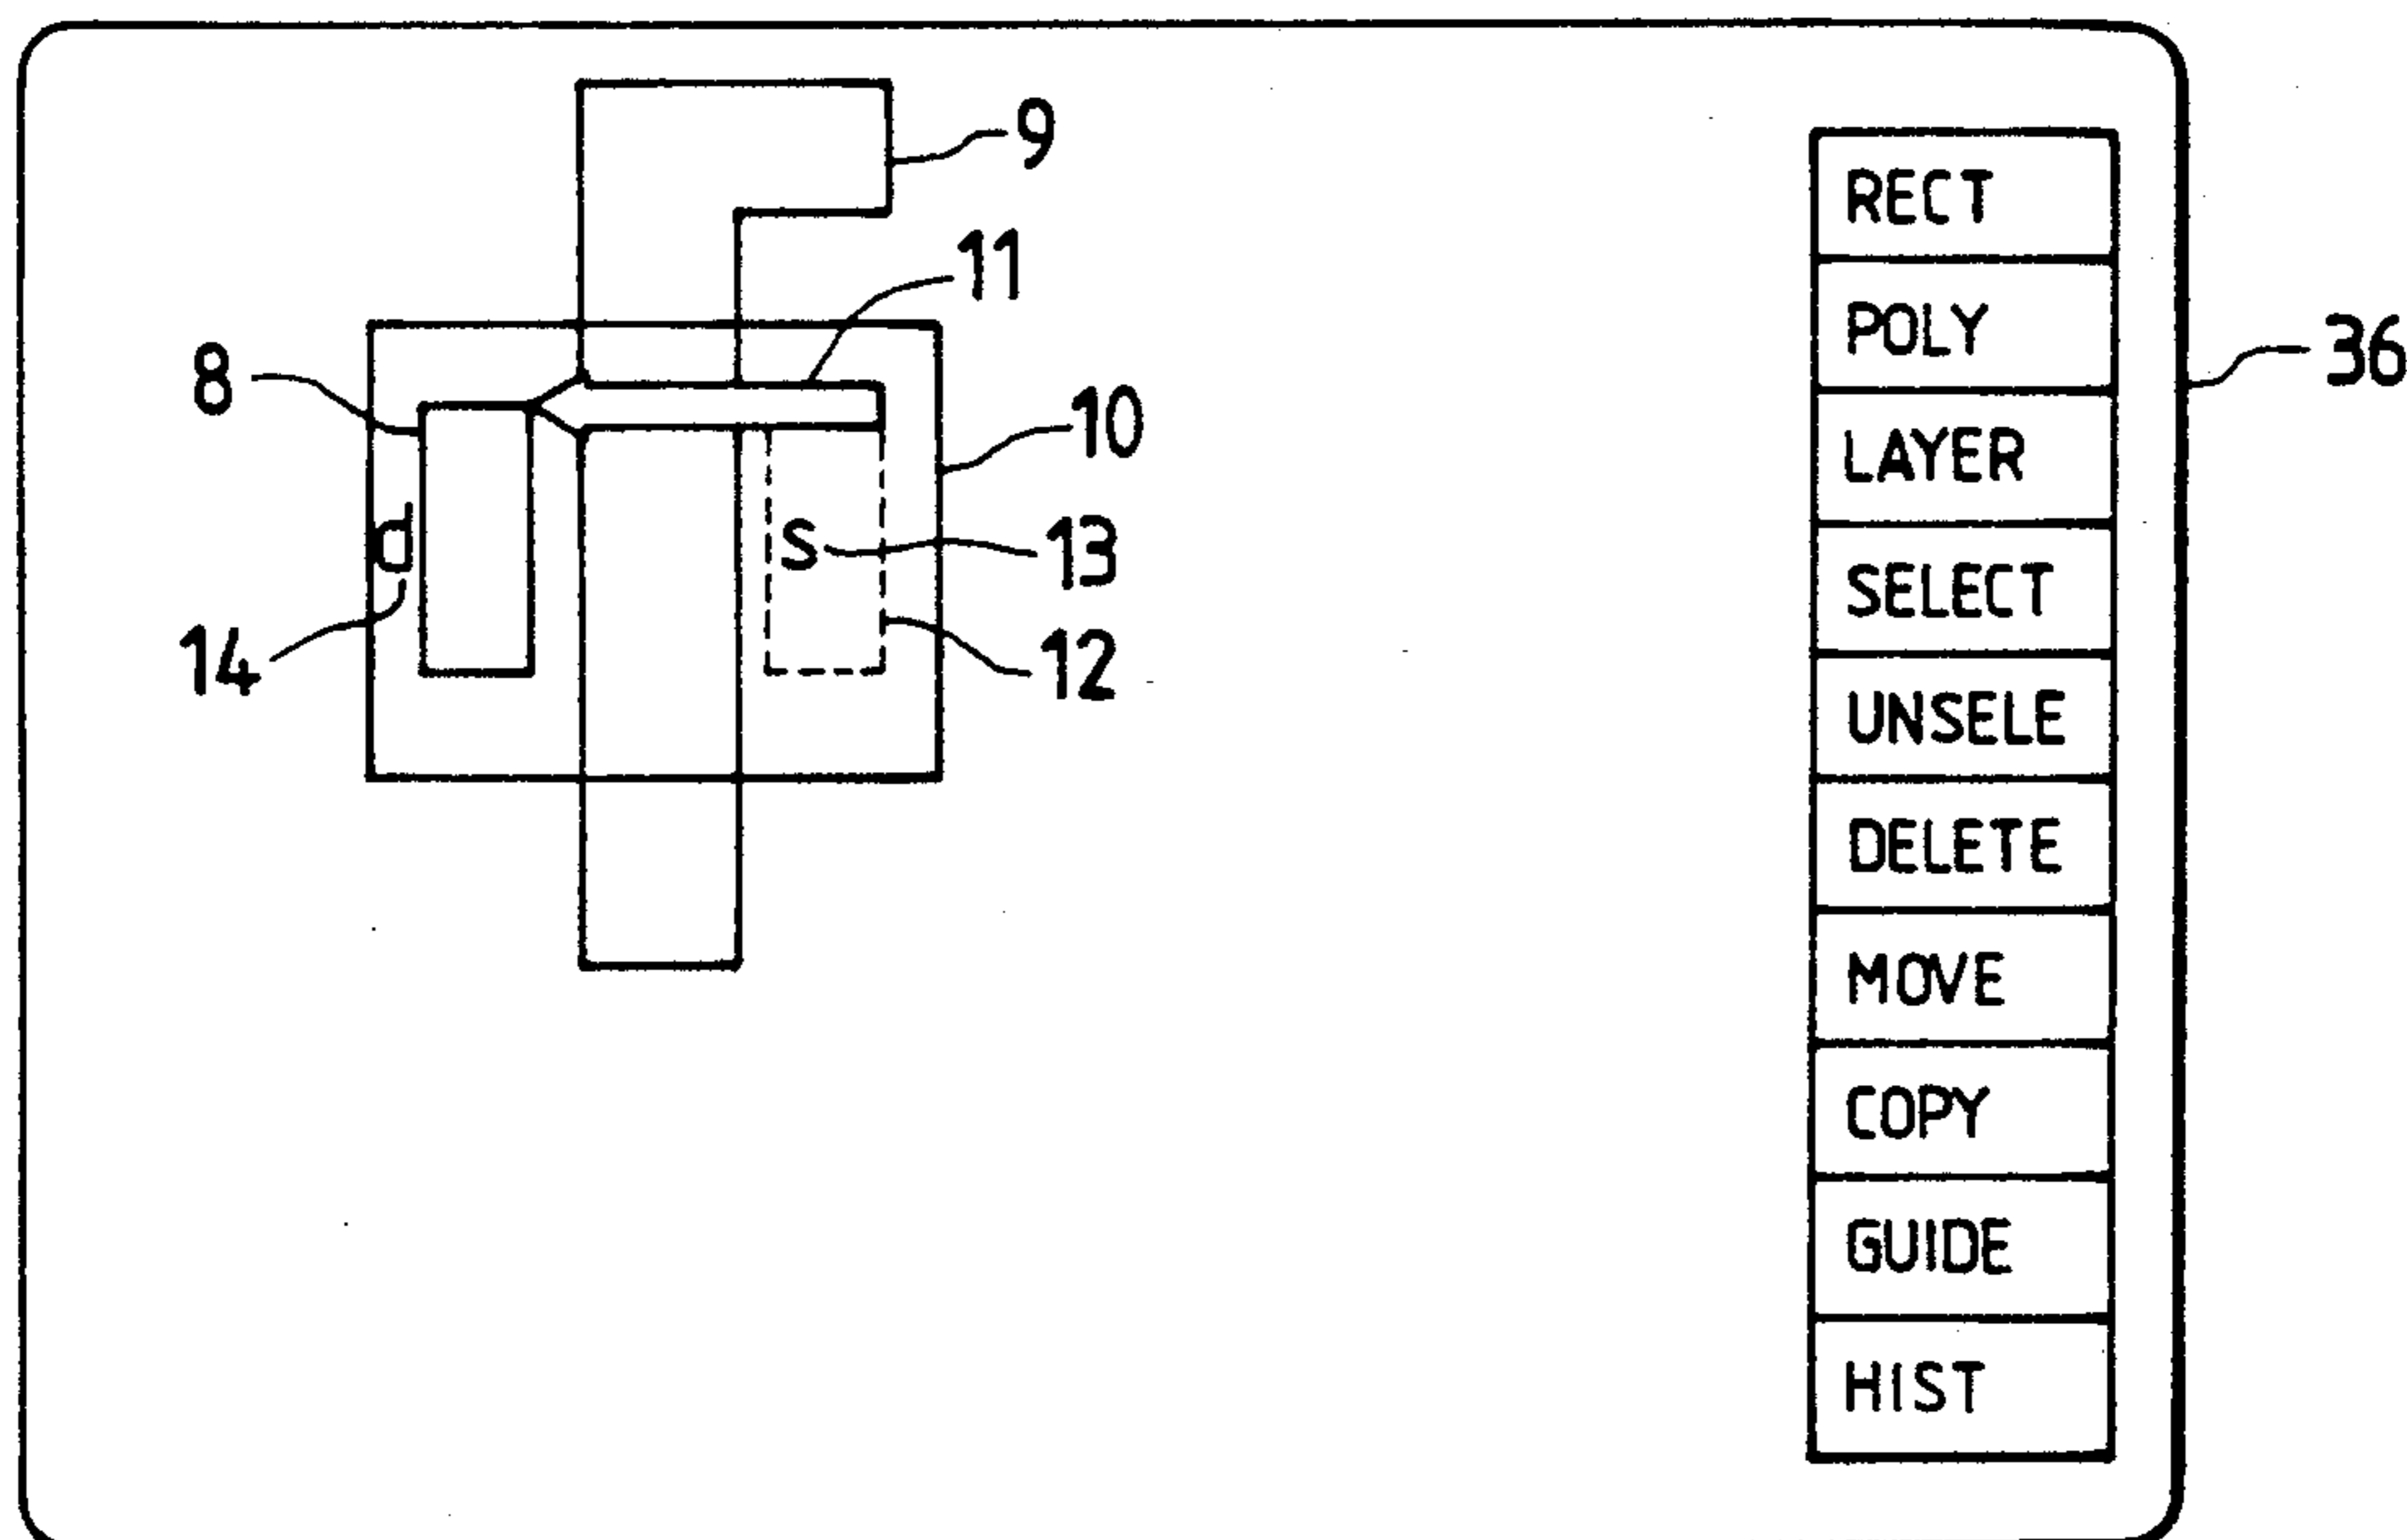 9
11
8
10
d
s
13
14
12
RECT
POLY
LAYER
SELECT
UNSELE
DELETE
MOVE
COPY
GUIDE
HIST
36